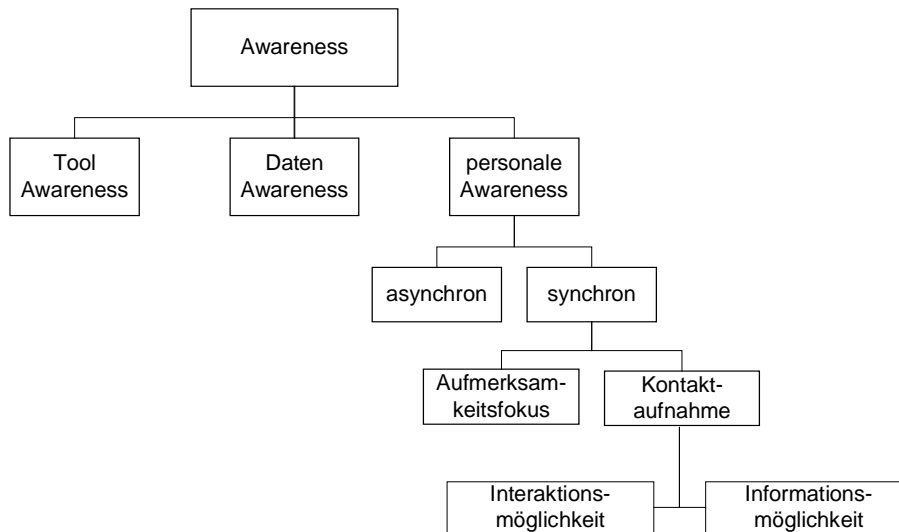 Awareness
Tool
Awareness
Daten
Awareness
personale
Awareness
asynchron
synchron
Aufmerksam-
keitsfokus
Kontakt-
aufnahme
Interaktions-
möglichkeit
Informations-
möglichkeit